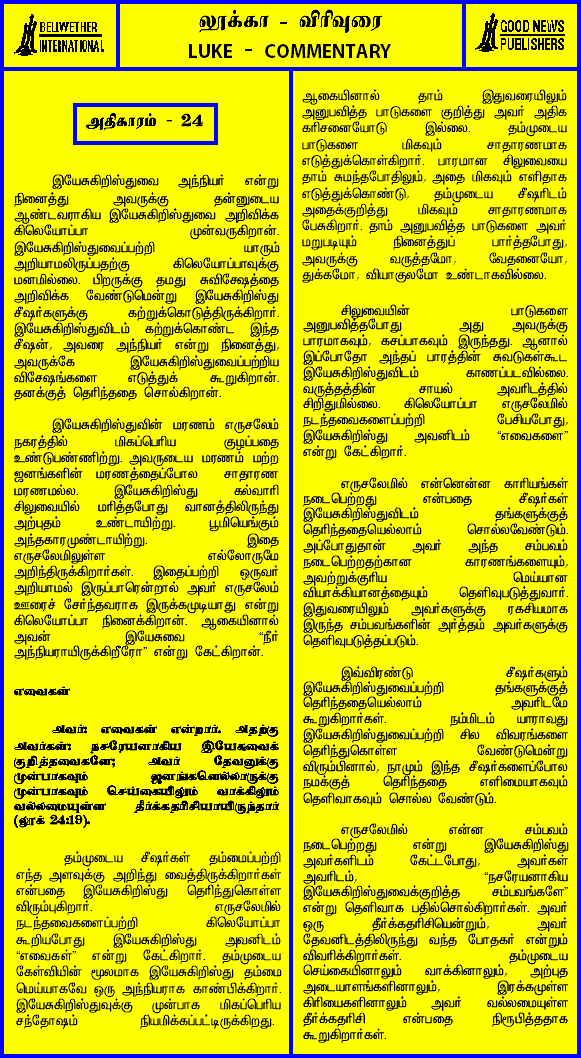 BELLWETHER
INTERNATIONAL
லூக்கா - விரிவுரை
LUKE - COMMENTARY
GOOD NEWS
PUBLISHERS
அதிகாரம் - 24
இயேசுகிறிஸ்துவை அந்நியர் என்று
நினைத்து அவருக்கு தன்னுடைய
ஆண்டவராகிய இயேசுகிறிஸ்துவை அறிவிக்க
கிலெயோப்பா முன்வருகிறான்.
இயேசுகிறிஸ்துவைப்பற்றி யாரும்
அறியாமலிருப்பதற்கு கிலெயோப்பாவுக்கு
மனமில்லை. பிறருக்கு தமது சுவிசேஷத்தை
அறிவிக்க வேண்டுமென்று இயேசுகிறிஸ்து
சீஷர்களுக்கு கற்றுக்கொடுத்திருக்கிறார்.
இயேசுகிறிஸ்துவிடம் கற்றுக்கொண்ட இந்த
சீஷன், அவரை அந்நியர் என்று நினைத்து,
அவருக்கே இயேசுகிறிஸ்துவைப்பற்றிய
விசேஷங்களை எடுத்துக் கூறுகிறான்.
தனக்குத் தெரிந்ததை சொல்கிறான்.
இயேசுகிறிஸ்துவின் மரணம் எருசலேம்
நகரத்தில் மிகப்பெரிய குழப்பதை
உண்டுபண்ணிற்று. அவருடைய மரணம் மற்ற
ஜனங்களின் மரணத்தைப்போல சாதாரண
மரணமல்ல. இயேசுகிறிஸ்து கல்வாரி
சிலுவையில் மரித்தபோது வானத்திலிருந்து
அற்புதம் உண்டாயிற்று. பூமியெங்கும்
அந்தகாரமுண்டாயிற்று. இதை
எருசலேமிலுள்ள எல்லோருமே
அறிந்திருக்கிறார்கள். இதைப்பற்றி ஒருவர்
அறியாமல் இருப்பாரென்றால் அவர் எருசலேம்
ஊரைச் சேர்ந்தவராக இருக்கமுடியாது என்று
கிலெயோப்பா நினைக்கிறான். ஆகையினால்
அவன் இயேசுவை “நீர்
அந்நியராயிருக்கிறீரோ” என்று கேட்கிறான்.
எவைகள்
அவர்: எவைகள் என்றார். அதற்கு
அவர்கள்: நசரேயனாகிய இயேசுவைக்
குறித்தவைகளே; அவர் தேவனுக்கு
முன்பாகவும் ஜனங்களெல்லாருக்கு
முன்பாகவும் செய்கையிலும் வாக்கிலும்
வல்லமையுள்ள தீர்க்கதரிசியாயிருந்தார்
(லூக் 24:19).
தம்முடைய சீஷர்கள் தம்மைப்பற்றி
எந்த அளவுக்கு அறிந்து வைத்திருக்கிறார்கள்
என்பதை இயேசுகிறிஸ்து தெரிந்துகொள்ள
விரும்புகிறார். எருசலேமில்
நடந்தவைகளைப்பற்றி கிலெயோப்பா
கூறியபோது இயேசுகிறிஸ்து அவனிடம்
“எவைகள்” என்று கேட்கிறார். தம்முடைய
கேள்வியின் மூலமாக இயேசுகிறிஸ்து தம்மை
மெய்யாகவே ஒரு அந்நியராக காண்பிக்கிறார்.
இயேசுகிறிஸ்துவுக்கு முன்பாக மிகப்பெரிய
சந்தோஷம் நியமிக்கப்பட்டிருக்கிறது.
ஆகையினால் தாம் இதுவரையிலும்
அனுபவித்த பாடுகளை குறித்து அவர் அதிக
கரிசனையோடு இல்லை. தம்முடைய
பாடுகளை மிகவும் சாதாரணமாக
எடுத்துக்கொள்கிறார். பாரமான சிலுவையை
தாம் சுமந்தபோதிலும், அதை மிகவும் எளிதாக
எடுத்துக்கொண்டு, தம்முடைய சீஷரிடம்
அதைக்குறித்து மிகவும் சாதாரணமாக
பேசுகிறார். தாம் அனுபவித்த பாடுகளை அவர்
மறுபடியும் நினைத்துப் பார்த்தபோது,
அவருக்கு வருத்தமோ, வேதனையோ,
துக்கமோ, வியாகுலமோ உண்டாகவில்லை.
சிலுவையின் பாடுகளை
அனுபவித்தபோது அது அவருக்கு
பாரமாகவும், கசப்பாகவும் இருந்தது. ஆனால்
இப்போதோ அந்தப் பாரத்தின் சுவடுகள்கூட
இயேசுகிறிஸ்துவிடம் காணப்படவில்லை.
வருத்தத்தின் சாயல் அவரிடத்தில்
சிறிதுமில்லை. கிலெயோப்பா எருசலேமில்
நடந்தவைகளைப்பற்றி பேசியபோது,
இயேசுகிறிஸ்து அவனிடம் “எவைகளை”
என்று கேட்கிறார்.
எருசலேமில் என்னென்ன காரியங்கள்
நடைபெற்றது என்பதை சீஷர்கள்
இயேசுகிறிஸ்துவிடம் தங்களுக்குத்
தெரிந்ததையெல்லாம் சொல்லவேண்டும்.
அப்போதுதான் அவர் அந்த சம்பவம்
நடைபெற்றதற்கான காரணங்களையும்,
அவற்றுக்குரிய மெய்யான
வியாக்கியானத்தையும் தெளிவுபடுத்துவார்.
இதுவரையிலும் அவர்களுக்கு ரகசியமாக
இருந்த சம்பவங்களின் அர்த்தம் அவர்களுக்கு
தெளிவுபடுத்தப்படும்.
இவ்விரண்டு சீஷர்களும்
இயேசுகிறிஸ்துவைப்பற்றி தங்களுக்குத்
தெரிந்ததையெல்லாம் அவரிடமே
கூறுகிறார்கள். நம்மிடம் யாராவது
இயேசுகிறிஸ்துவைப்பற்றி சில விவரங்களை
தெரிந்துகொள்ள வேண்டுமென்று
விரும்பினால், நாமும் இந்த சீஷர்களைப்போல
நமக்குத் தெரிந்ததை எளிமையாகவும்
தெளிவாகவும் சொல்ல வேண்டும்.
எருசலேமில் என்ன சம்பவம்
நடைபெற்றது என்று இயேசுகிறிஸ்து
அவர்களிடம் கேட்டபோது, அவர்கள்
அவரிடம், “நசரேயனாகிய
இயேசுகிறிஸ்துவைக்குறித்த சம்பவங்களே”
என்று தெளிவாக பதில்சொல்கிறார்கள். அவர்
ஒரு தீர்க்கதரிசியென்றும், அவர்
தேவனிடத்திலிருந்து வந்த போதகர் என்றும்
விவரிக்கிறார்கள். தம்முடைய
செய்கையினாலும் வாக்கினாலும், அற்புத
அடையாளங்களினாலும், இரக்கமுள்ள
கிரியைகளினாலும் அவர் வல்லமையுள்ள
தீர்க்கதரிசி என்பதை நிரூபித்ததாக
கூறுகிறார்கள்.